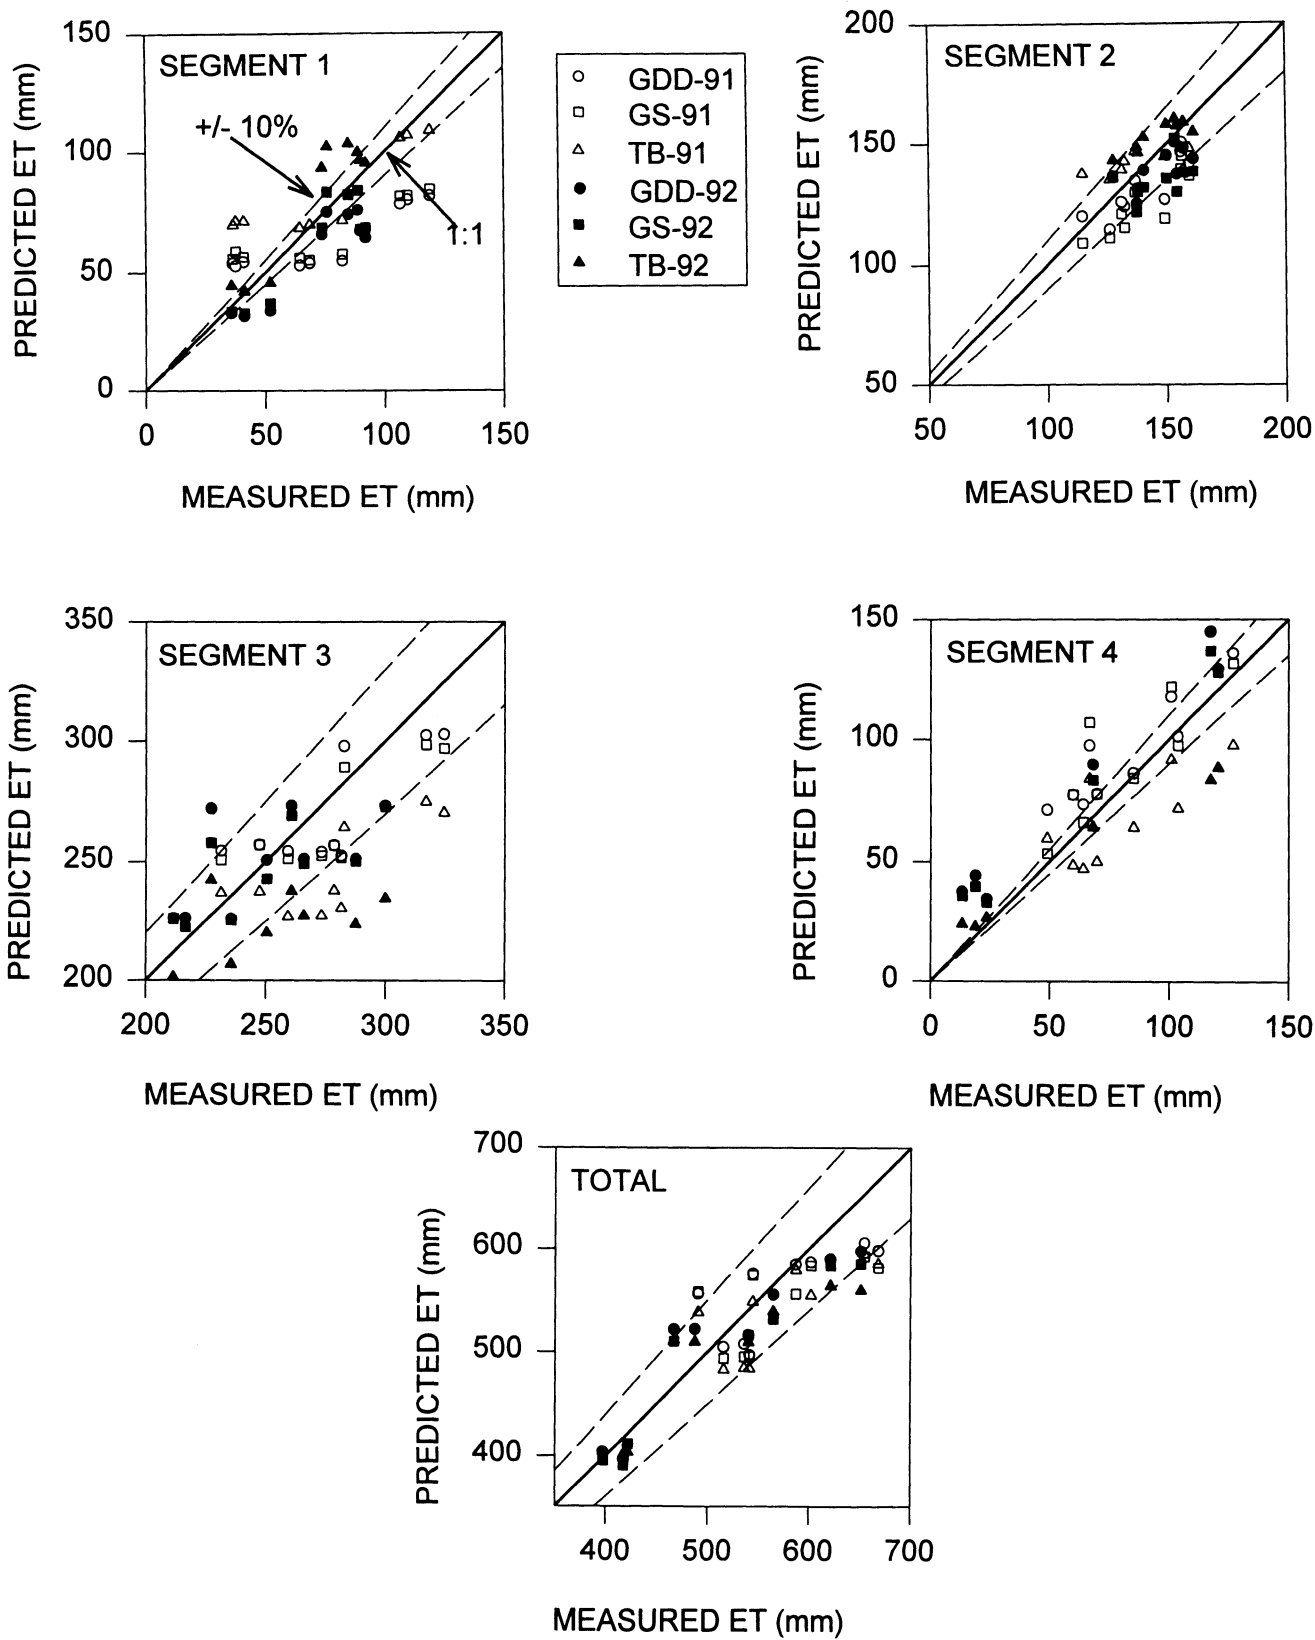 SEGMENT 1
PREDICTED ET (mm)
150
100
50
0
+/- 10%
1:1
0 50 100 150
MEASURED ET (mm)
GDD-91
GS-91
TB-91
GDD-92
GS-92
TB-92
SEGMENT 2
PREDICTED ET (mm)
200
150
100
50
50 100 150 200
MEASURED ET (mm)
SEGMENT 3
PREDICTED ET (mm)
350
300
250
200
200 250 300 350
MEASURED ET (mm)
SEGMENT 4
PREDICTED ET (mm)
150
100
50
0
0 50 100 150
MEASURED ET (mm)
TOTAL
PREDICTED ET (mm)
700
600
500
400
400 500 600 700
MEASURED ET (mm)